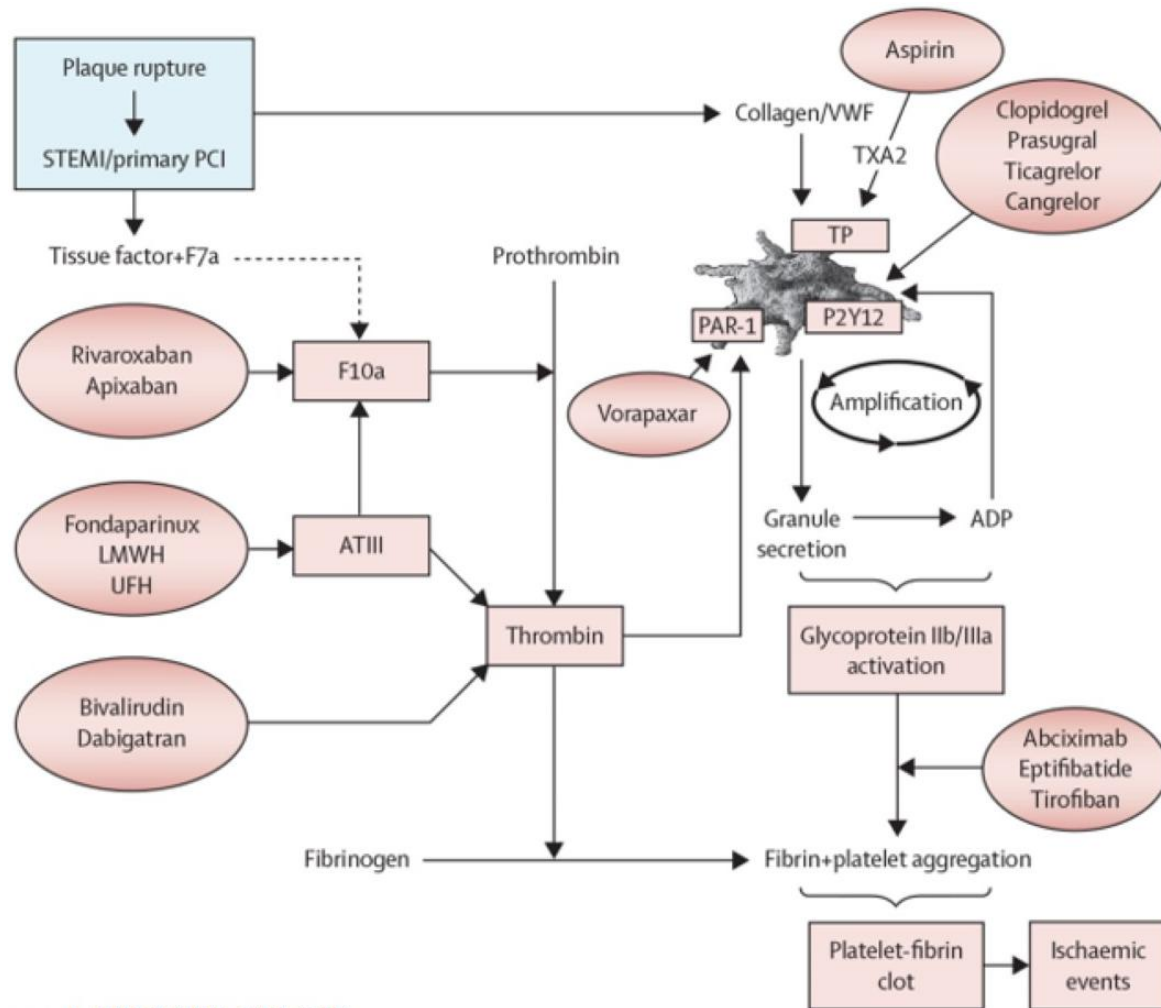 Plaque rupture
STEMI/primary PCI
Tissue factor+F7a
Collagen/VWF
Aspirin
TXA2
Clopidogrel
Prasugral
Ticagrelor
Cangrelor
TP
PAR-1
P2Y12
Prothrombin
Rivaroxaban
Apixaban
F10a
Vorapaxar
Amplification
Fondaparinux
LMWH
UFH
ATIII
Granule
secretion
ADP
Thrombin
Glycoprotein IIb/IIIa
activation
Bivalirudin
Dabigatran
Abciximab
Eptifibatide
Tirofiban
Fibrinogen
Fibrin+platelet aggregation
Platelet-fibrin
clot
Ischaemic
events